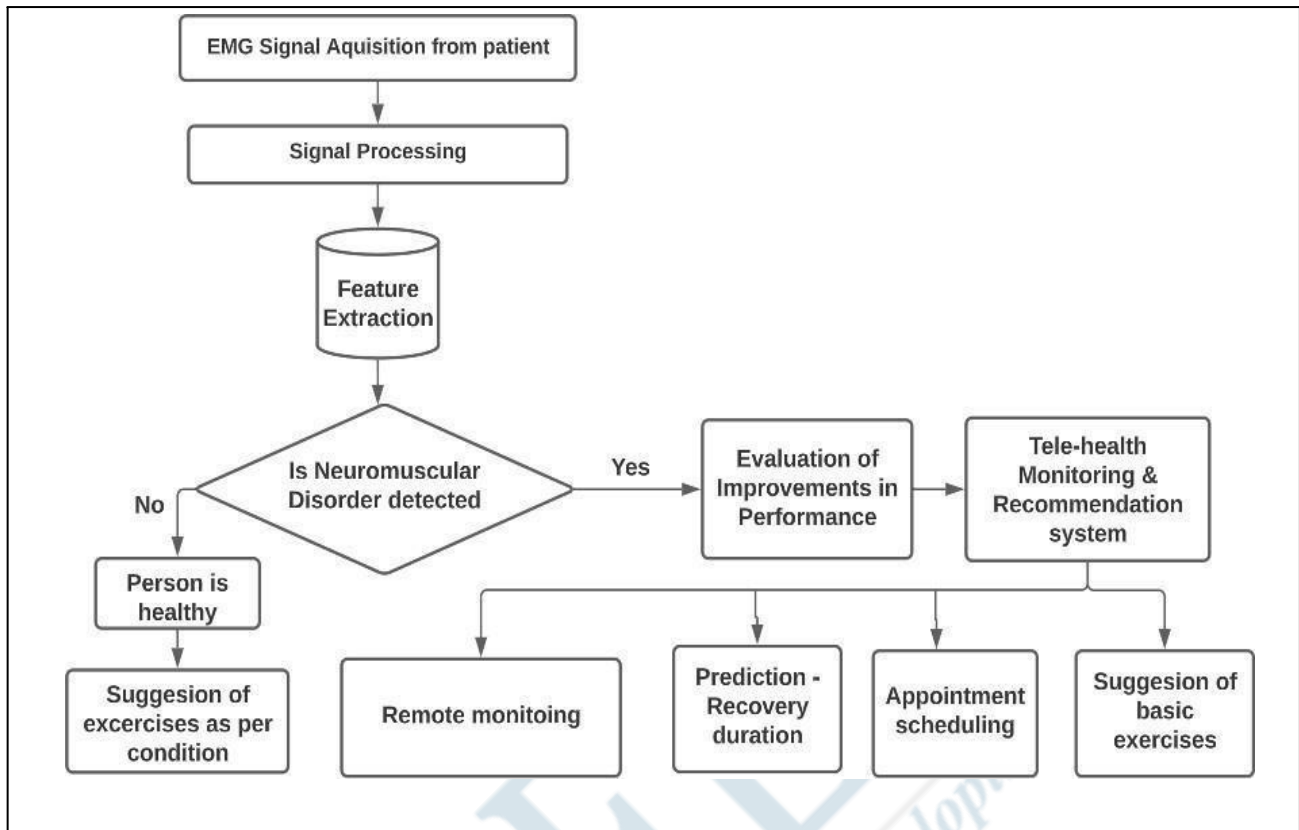 EMG Signal Aquisition from patient
Signal Processing
Feature
Extraction
Is Neuromuscular
Disorder detected
Yes
No
Evaluation of
Improvements in
Performance
Tele-health
Monitoring &
Recommendation
system
Person is
healthy
Suggesion of
excercises as per
condition
Remote monitoing
Prediction -
Recovery
duration
Appointment
scheduling
Suggesion of
basic
exercises